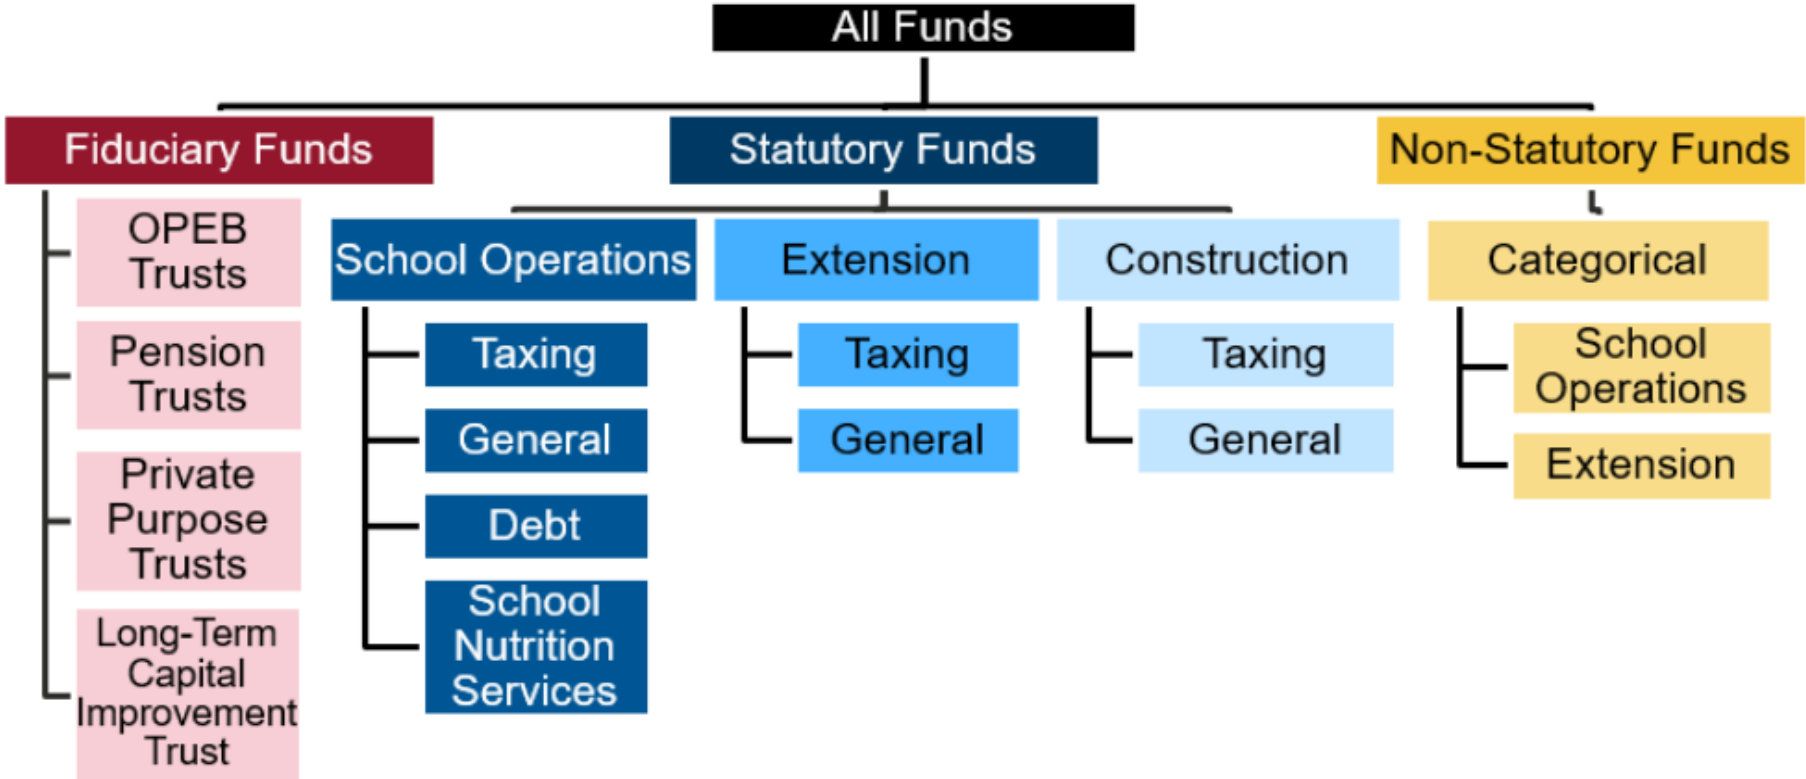 All Funds
Fiduciary Funds
OPEB
Trusts
Pension
Trusts
Private
Purpose
Trusts
Long-Term
Capital
Improvement
Trust
Statutory Funds
School Operations
Taxing
General
Debt
School
Nutrition
Services
Extension
Taxing
General
Construction
Taxing
General
Non-Statutory Funds
Categorical
School
Operations
Extension